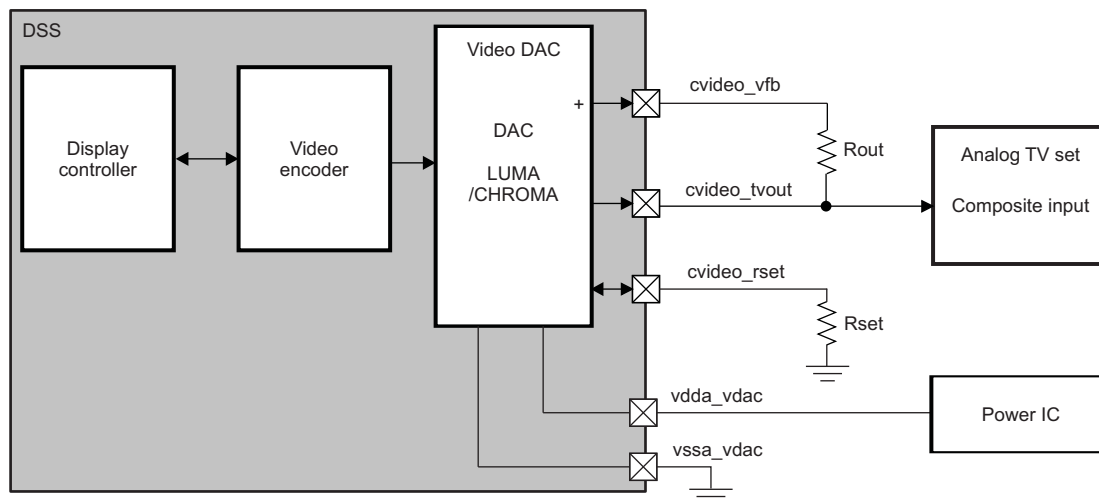 DSS
Display
controller
Video
encoder
Video DAC
+
DAC
LUMA
/CHROMA
cvideo_vfb
Rout
cvideo_tvout
Analog TV set
Composite input
cvideo_rset
Rset
vdda_vdac
Power IC
vssa_vdac